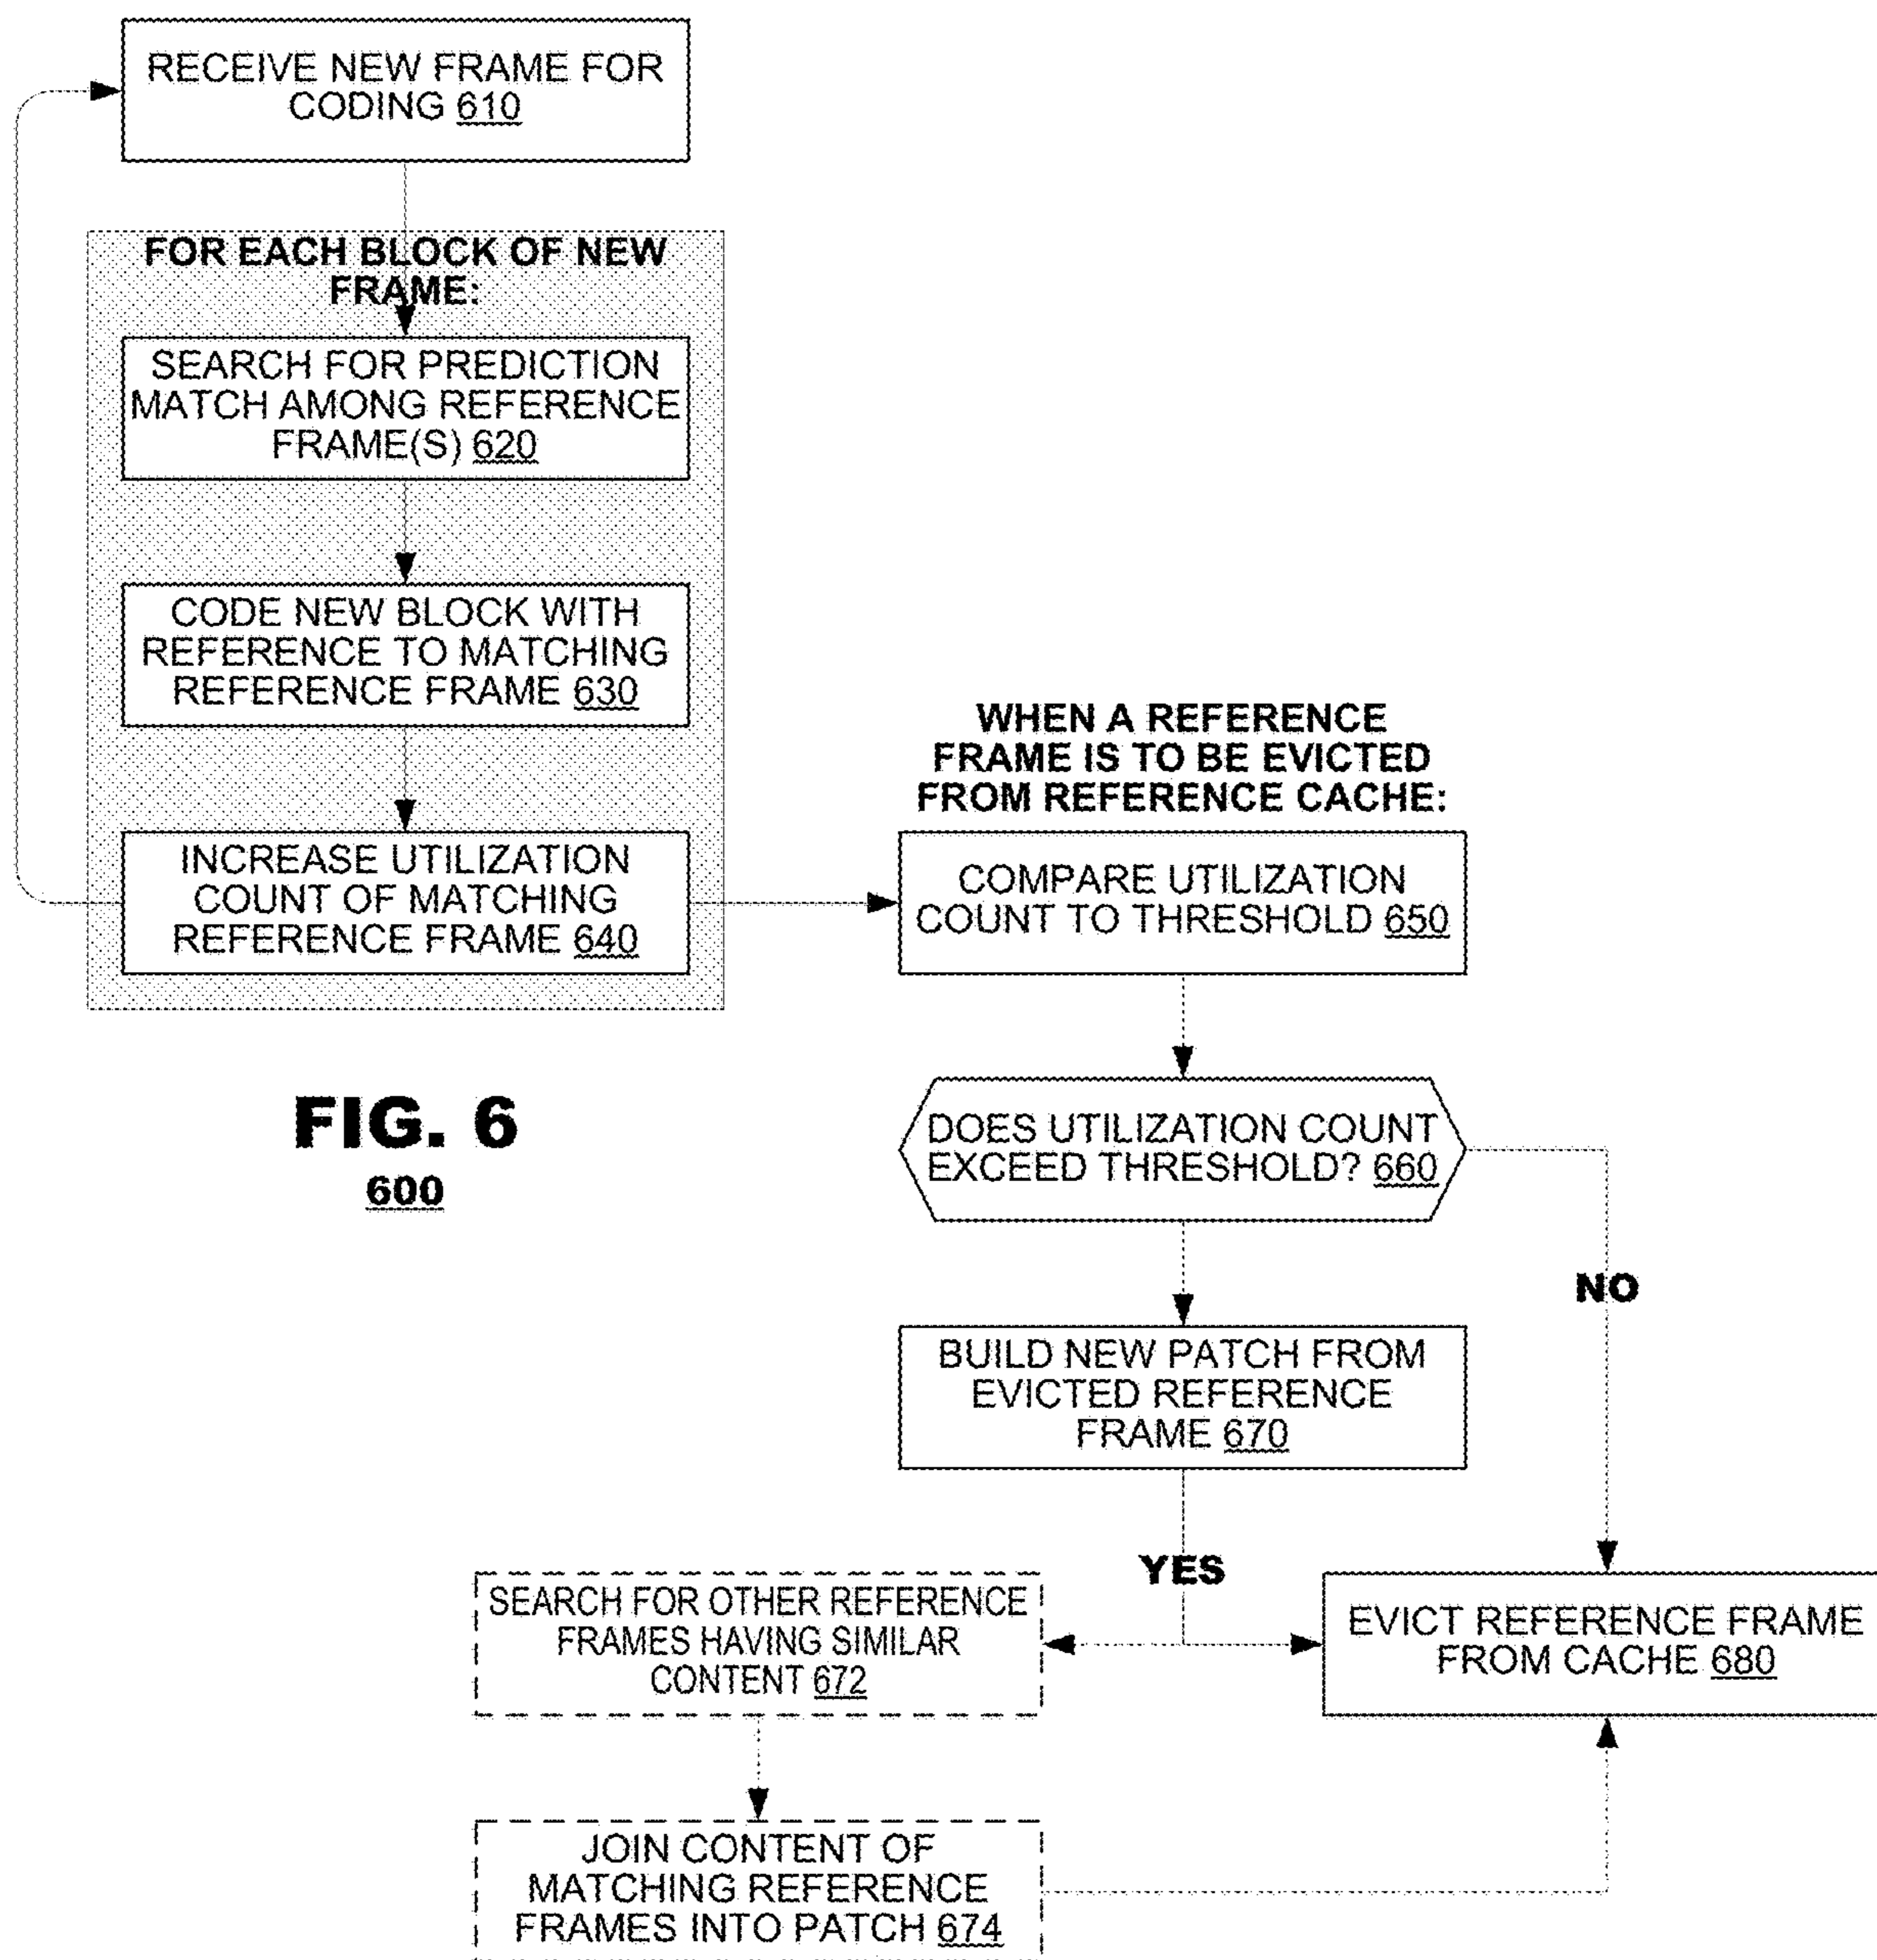 RECEIVE NEW FRAME FOR
CODING 610
FOR EACH BLOCK OF NEW
FRAME:
SEARCH FOR PREDICTION
MATCH AMONG REFERENCE
FRAME(S) 620
CODE NEW BLOCK WITH
REFERENCE TO MATCHING
REFERENCE FRAME 630
INCREASE UTILIZATION
COUNT OF MATCHING
REFERENCE FRAME 640
WHEN A REFERENCE
FRAME IS TO BE EVICTED
FROM REFERENCE CACHE:
COMPARE UTILIZATION
COUNT TO THRESHOLD 650
DOES UTILIZATION COUNT
EXCEED THRESHOLD? 660
FIG. 6
600
NO
BUILD NEW PATCH FROM
EVICTED REFERENCE
FRAME 670
YES
SEARCH FOR OTHER REFERENCE
FRAMES HAVING SIMILAR
CONTENT 672
EVICT REFERENCE FRAME
FROM CACHE 680
JOIN CONTENT OF
MATCHING REFERENCE
FRAMES INTO PATCH 674